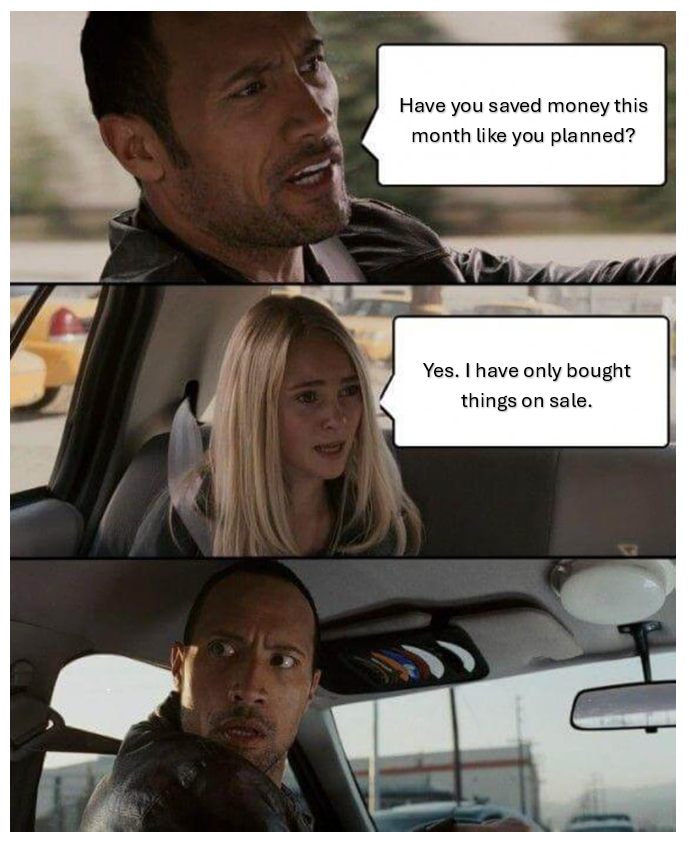 Have you saved money this
month like you planned?
Yes. I have only bought
things on sale.